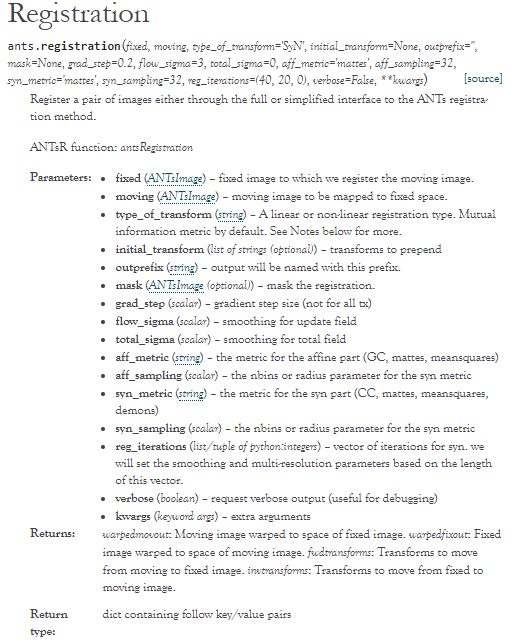 Registration
ants.registration(fixed, moving, type_of_transform='SyN', initial_transform=None, outprefix='',
mask=None, grad_step=0.2, flow_sigma=3, total_sigma=0, aff_metric='mattes', aff_sampling=32,
syn_metric='mattes', syn_sampling=32, reg_iterations=(40, 20, 0), verbose=False, **kwargs) [source]
Register a pair of images either through the full or simplified interface to the ANTs registra-
tion method.
ANTsR function: antsRegistration
Parameters: • fixed (ANTsImage) – fixed image to which we register the moving image.
• moving (ANTsImage) – moving image to be mapped to fixed space.
• type_of_transform (string) – A linear or non-linear registration type. Mutual
information metric by default. See Notes below for more.
• initial_transform (list of strings (optional)) – transforms to prepend
• outprefix (string) – output will be named with this prefix.
• mask (ANTsImage (optional)) – mask the registration.
• grad_step (scalar) – gradient step size (not for all tx)
• flow_sigma (scalar) – smoothing for update field
• total_sigma (scalar) – smoothing for total field
• aff_metric (string) – the metric for the affine part (GC, mattes, meansquares)
• aff_sampling (scalar) – the nbins or radius parameter for the syn metric
• syn_metric (string) – the metric for the syn part (CC, mattes, meansquares,
demons)
• syn_sampling (scalar) – the nbins or radius parameter for the syn metric
• reg_iterations (list/tuple of python:integers) – vector of iterations for syn. we
will set the smoothing and multi-resolution parameters based on the length
of this vector.
• verbose (boolean) – request verbose output (useful for debugging)
• kwargs (keyword args) – extra arguments
Returns: warpedmovout: Moving image warped to space of fixed image. warpedfixout: Fixed
image warped to space of moving image. fwdtransforms: Transforms to move
from moving to fixed image. invtransforms: Transforms to move from fixed to
moving image.
Return dict containing follow key/value pairs
type: